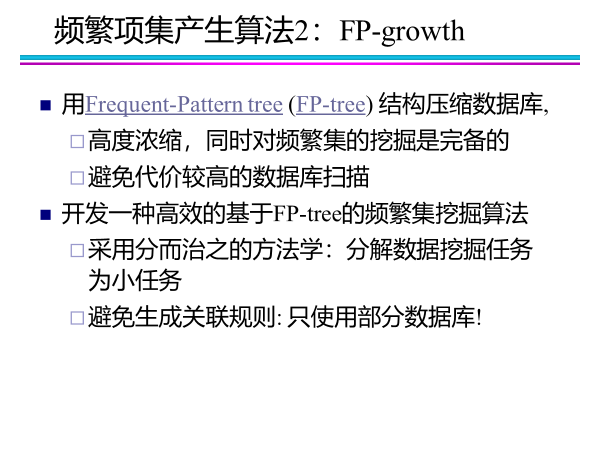 频繁项集产生算法2：FP-growth
用Frequent-Pattern tree (FP-tree) 结构压缩数据库,
高度浓缩，同时对频繁集的挖掘是完备的
避免代价较高的数据库扫描
开发一种高效的基于FP-tree的频繁集挖掘算法
采用分而治之的方法学：分解数据挖掘任务
为小任务
避免生成关联规则: 只使用部分数据库!